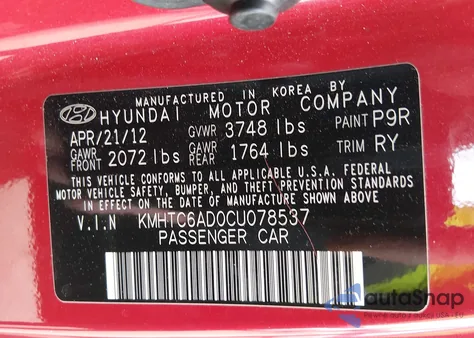 MANUFACTURED IN KOREA BY
HYUNDAI MOTOR COMPANY
APR/21/12 GVWR 3748 lbs PAINT P9R
GAWR FRONT 2072 lbs GAWR REAR 1764 lbs TRIM RY
THIS VEHICLE CONFORMS TO ALL APPLICABLE U.S.A. FEDERAL
MOTOR VEHICLE SAFETY, BUMPER, AND THEFT PREVENTION STANDARDS
IN EFFECT ON THE DATE OF MANUFACTURE SHOWN ABOVE
V.I.N KMHTC6AD0CU078537
PASSENGER CAR
autaSnap